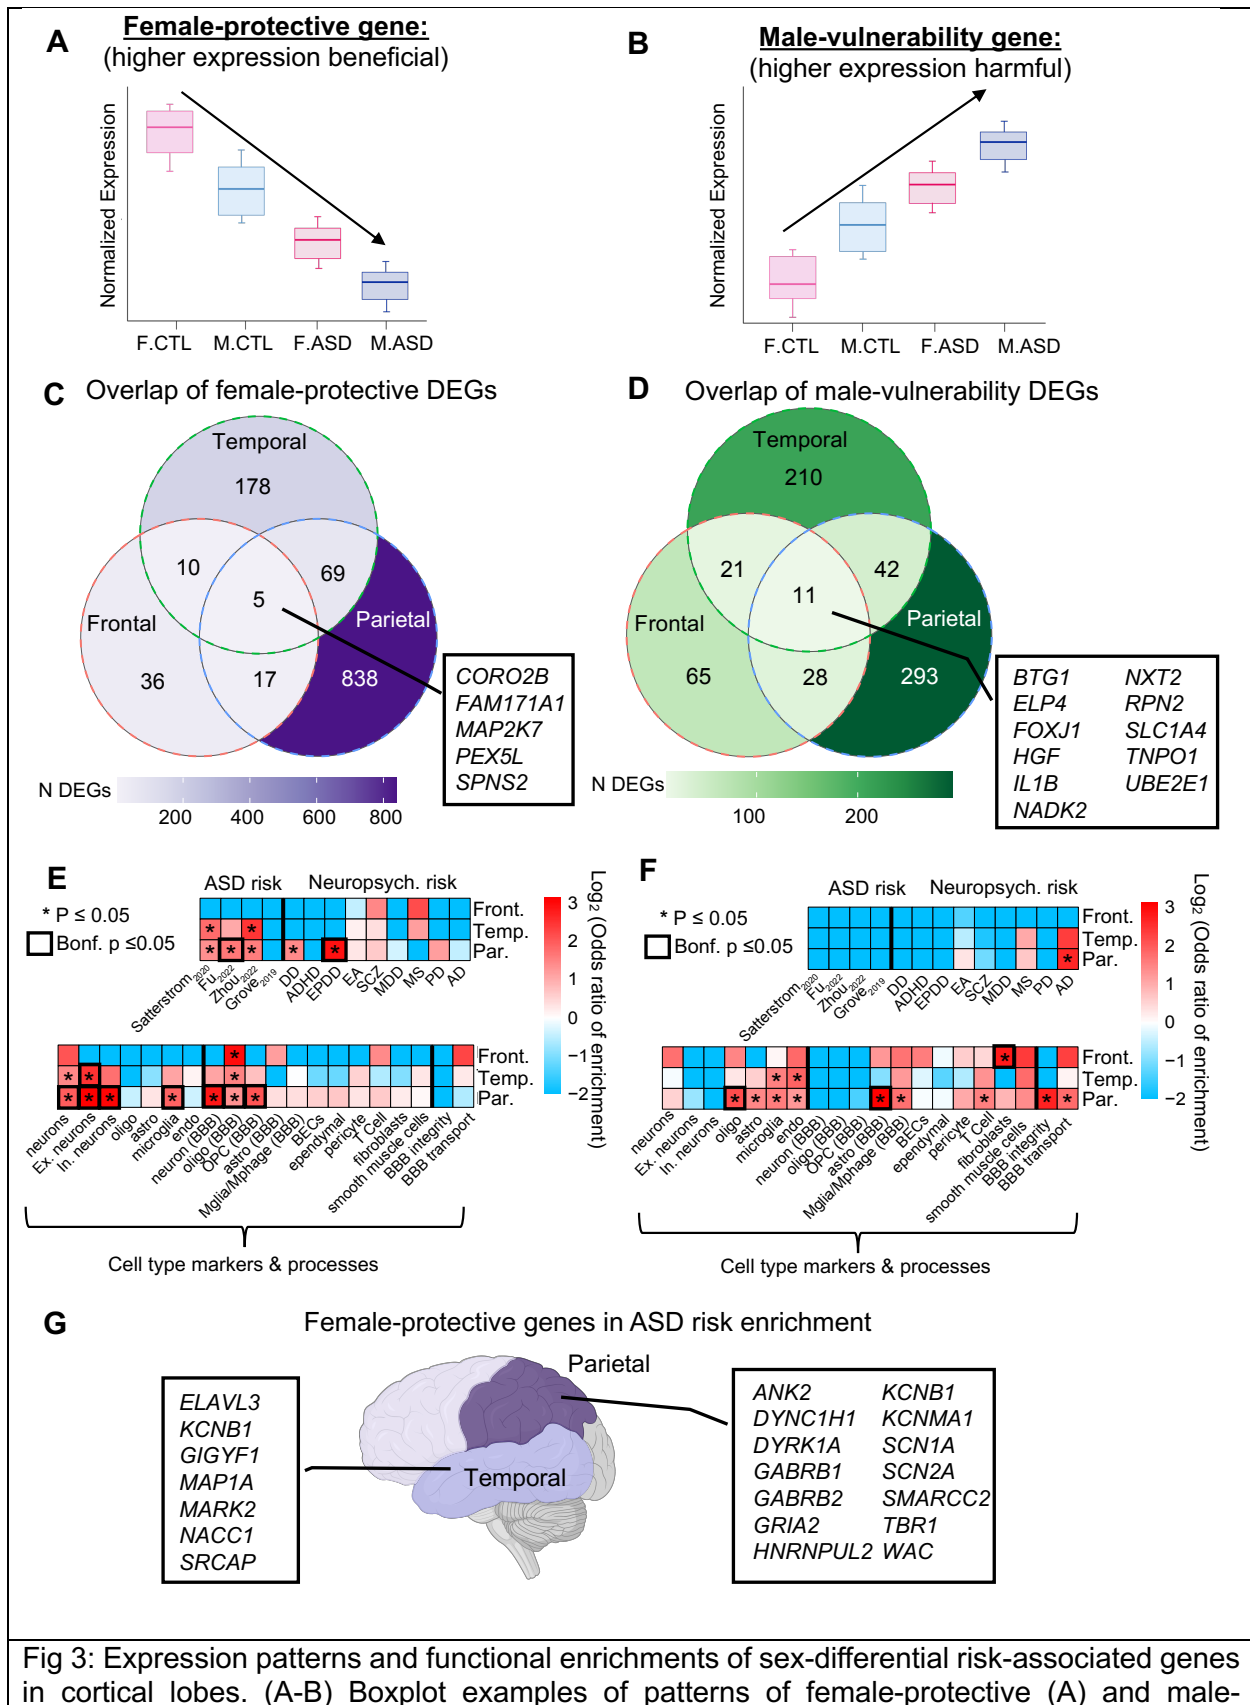 A
Female-protective gene:
(higher expression beneficial)
Normalized Expression
F.CTL M.CTL F.ASD M.ASD
B
Male-vulnerability gene:
(higher expression harmful)
Normalized Expression
F.CTL M.CTL F.ASD M.ASD
C Overlap of female-protective DEGs
Temporal
178
10
69
5
Frontal
Parietal
36
17
838
CORO2B
FAM171A1
MAP2K7
PEX5L
SPNS2
N DEGs
200 400 600 800
D Overlap of male-vulnerability DEGs
Temporal
210
21
42
11
Frontal
Parietal
65
28
293
BTG1 NXT2
ELP4 RPN2
FOXJ1 SLC1A4
HGF TNPO1
IL1B UBE2E1
NADK2
N DEGs
100 200
E
ASD risk Neuropsych. risk
* P ≤ 0.05
Bonf. p ≤0.05
Front.
Temp.
Par.
* *
* * * * *
Satterstrom2020
Fu2022
Zhou2022
Grove2019
DD
ADHD
EPDD
EA
SCZ
MDD
MS
PD
AD
3
2
1
0
−1
−2
Log2 (Odds ratio of enrichment)
Front.
Temp.
Par.
*
* * *
* * * * * * *
neurons
Ex. neurons
In. neurons
oligo
astro
microglia
endo
neuron (BBB)
oligo (BBB)
OPC (BBB)
astro (BBB)
Mglia/Mphage (BBB)
BECs
ependymal
pericyte
T Cell
fibroblasts
smooth muscle cells
BBB integrity
BBB transport
Cell type markers & processes
F
ASD risk Neuropsych. risk
* P ≤ 0.05
Bonf. p ≤0.05
Front.
Temp.
Par.
*
Satterstrom2020
Fu2022
Zhou2022
Grove2019
DD
ADHD
EPDD
EA
SCZ
MDD
MS
PD
AD
3
2
1
0
−1
−2
Log2 (Odds ratio of enrichment)
Front.
Temp.
Par.
*
* *
* * * * * * * * *
neurons
Ex. neurons
In. neurons
oligo
astro
microglia
endo
neuron (BBB)
oligo (BBB)
OPC (BBB)
astro (BBB)
Mglia/Mphage (BBB)
BECs
ependymal
pericyte
T Cell
fibroblasts
smooth muscle cells
BBB integrity
BBB transport
Cell type markers & processes
G Female-protective genes in ASD risk enrichment
Parietal
Temporal
ELAVL3
KCNB1
GIGYF1
MAP1A
MARK2
NACC1
SRCAP
ANK2 KCNB1
DYNC1H1 KCNMA1
DYRK1A SCN1A
GABRB1 SCN2A
GABRB2 SMARCC2
GRIA2 TBR1
HNRNPUL2 WAC
Fig 3: Expression patterns and functional enrichments of sex-differential risk-associated genes
in cortical lobes. (A-B) Boxplot examples of patterns of female-protective (A) and male-